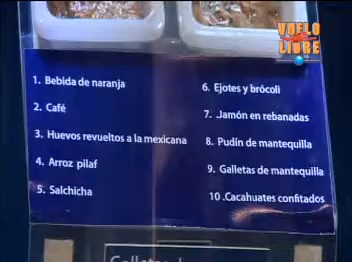 VUELO
LIBRE
1. Bebida de naranja
2. Café
3. Huevos revueltos a la mexicana
4. Arroz pilaf
5. Salchicha
6. Ejotes y brócoli
7. Jamón en rebanadas
8. Pudín de mantequilla
9. Galletas de mantequilla
10 .Cacahuates confitados